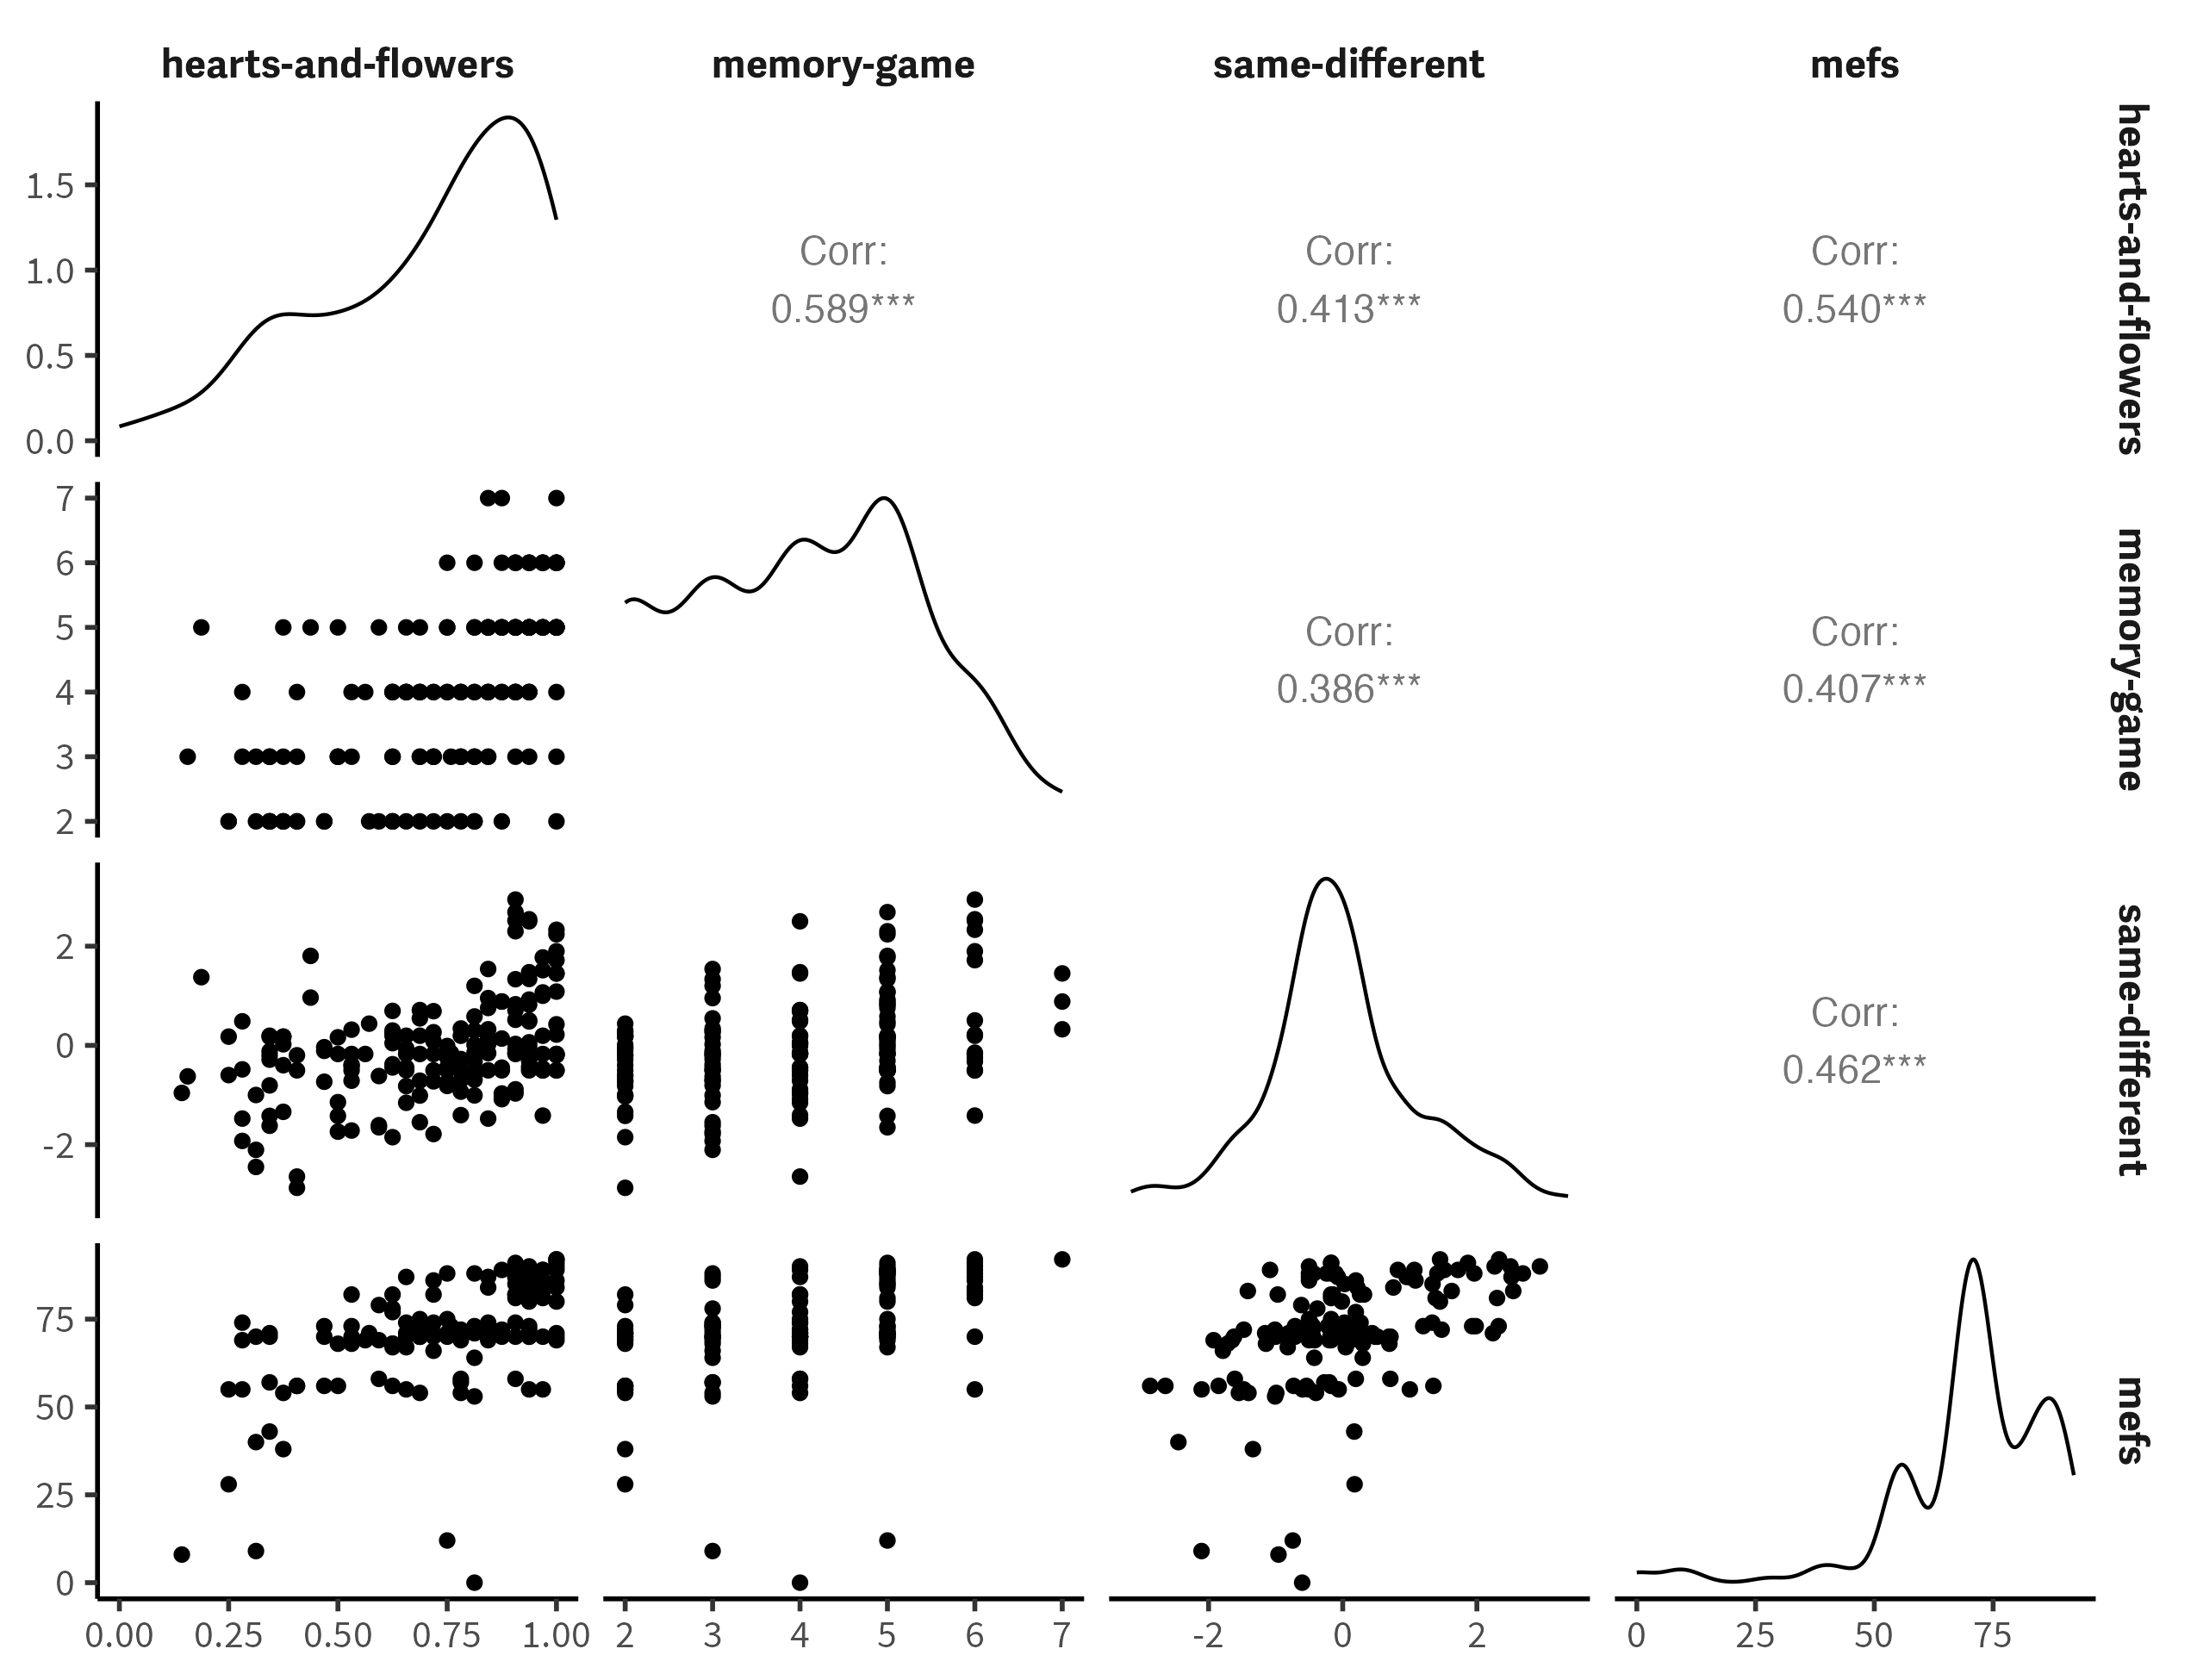 hearts-and-flowers memory-game same-different mefs
hearts-and-flowers
1.5
1.0
0.5
0.0
Corr:
0.589***
Corr:
0.413***
Corr:
0.540***
memory-game
7
6
5
4
3
2
Corr:
0.386***
Corr:
0.407***
same-different
2
0
-2
Corr:
0.462***
mefs
75
50
25
0
0.00 0.25 0.50 0.75 1.00 2 3 4 5 6 7 -2 0 2 0 25 50 75